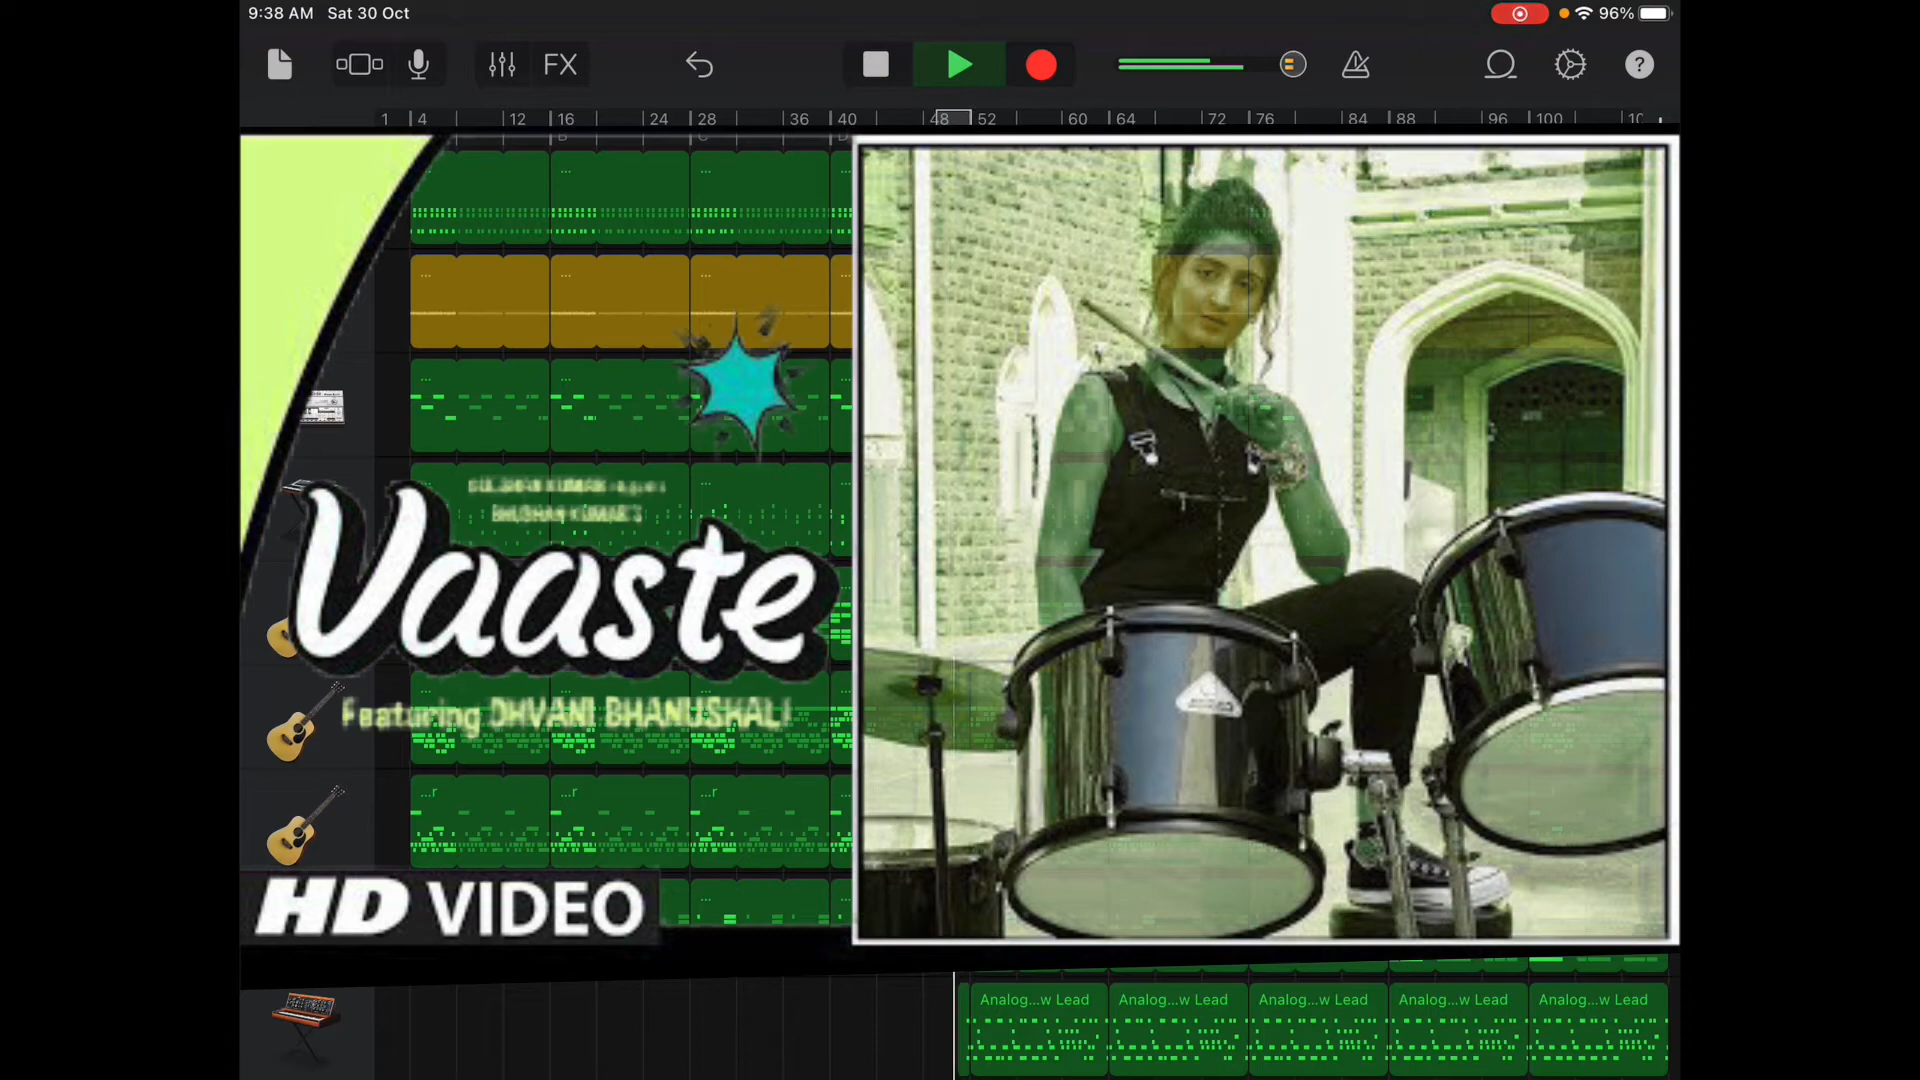 9:38 AM Sat 30 Oct
96%
FX
?
1 4 12 16 24 28 36 40 48 52 60 64 72 76 84 88 96 100
BHUSHAN KUMAR'S
Vaaste
Featuring DHVANI BHANUSHALI
...r ...r ...r
HD VIDEO
Analog...w Lead Analog...w Lead Analog...w Lead Analog...w Lead Analog...w Lead